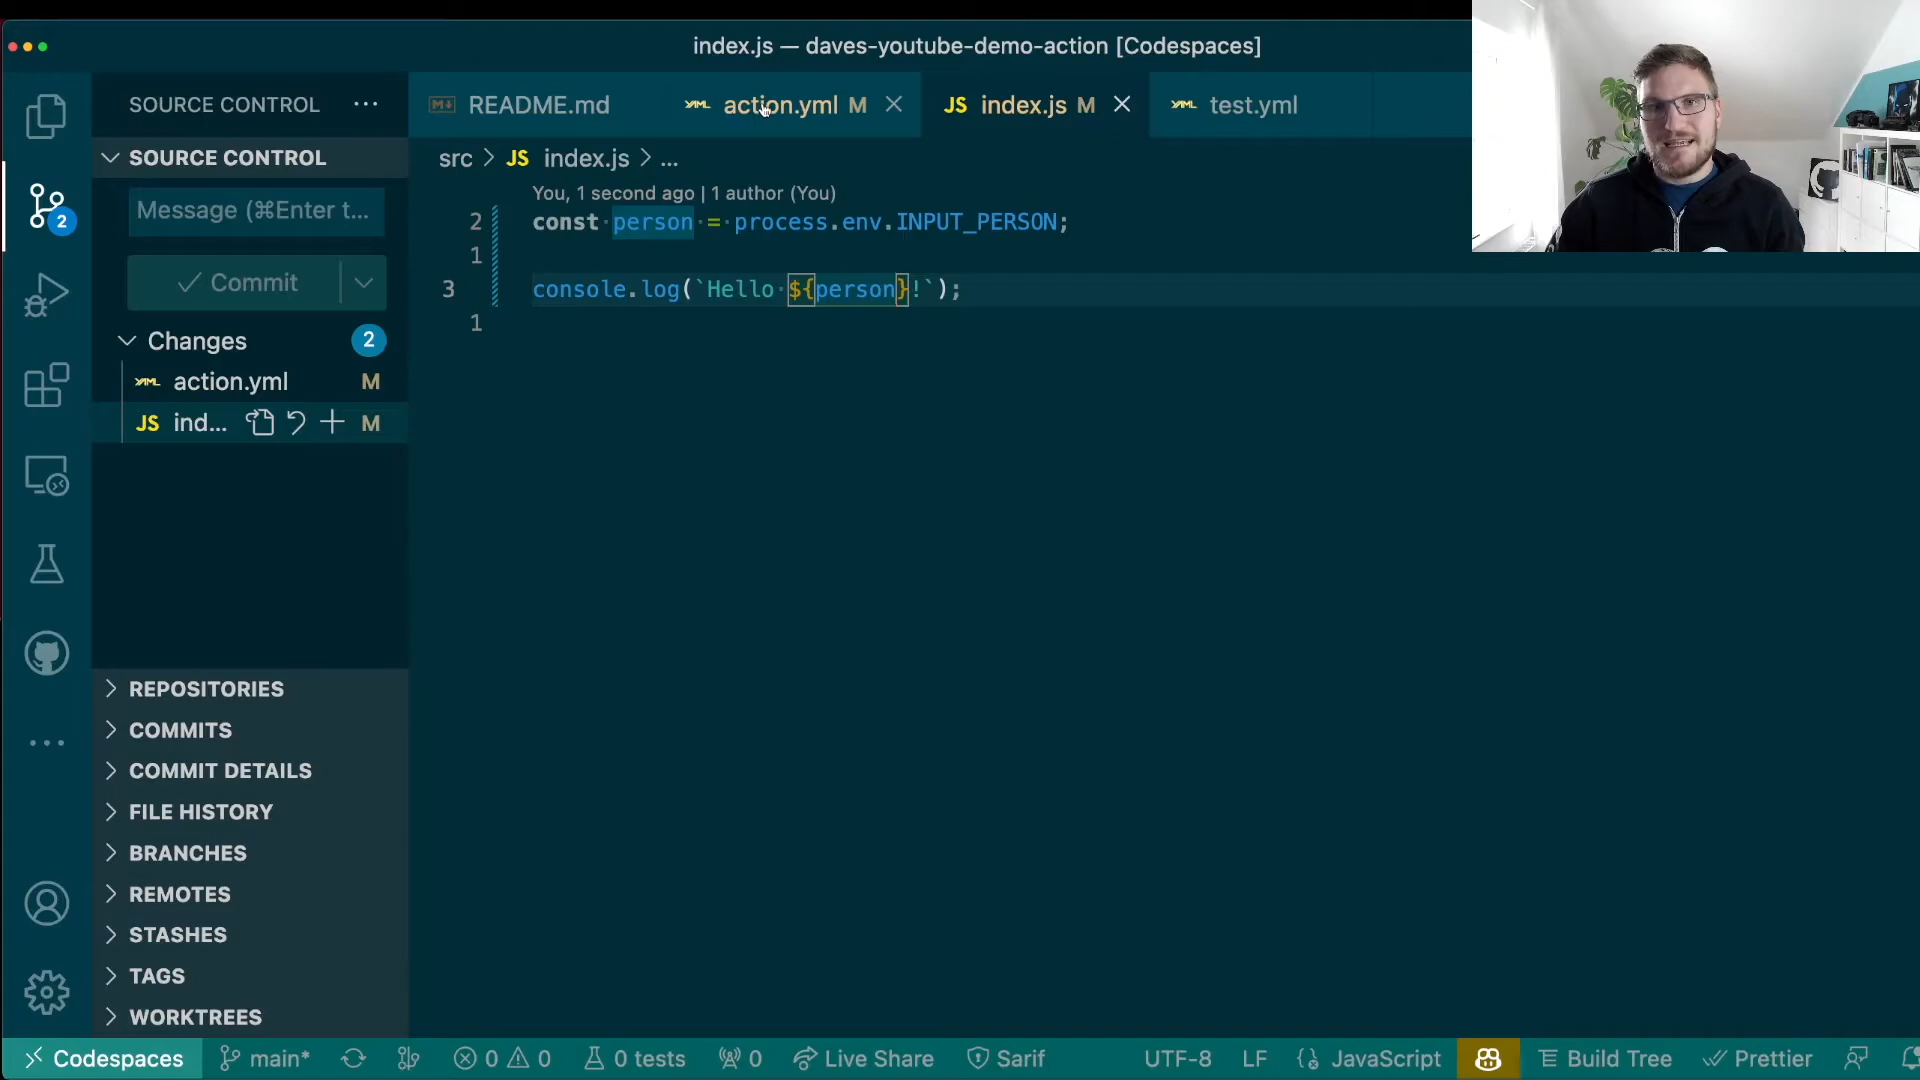 index.js — daves-youtube-demo-action [Codespaces]
SOURCE CONTROL ...
README.md
action.yml M
JS index.js M
test.yml
SOURCE CONTROL
src > JS index.js > ...
Message (⌘Enter t...
You, 1 second ago | 1 author (You)
2 const person = process.env.INPUT_PERSON;
1
Commit
3 console.log(`Hello ${person}!`);
1
Changes 2
action.yml M
JS ind... M
2
REPOSITORIES
COMMITS
COMMIT DETAILS
FILE HISTORY
BRANCHES
REMOTES
STASHES
TAGS
WORKTREES
Codespaces main* 0 0 0 tests 0 Live Share Sarif UTF-8 LF JavaScript Build Tree Prettier